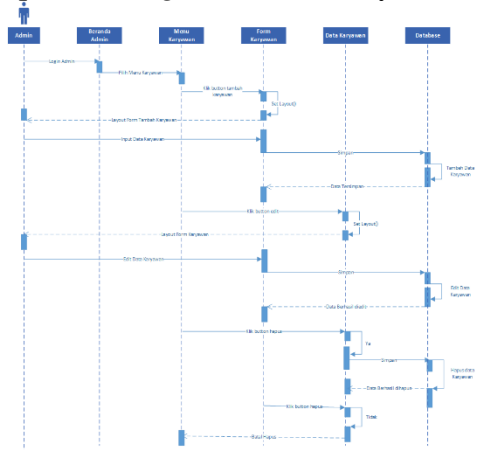 Admin
Beranda
Admin
Menu
Karyawan
Form
Karyawan
Data Karyawan
Database
Login Admin
Pilih Menu Karyawan
Klik button tambah
karyawan
Set Layout()
Layout Form Tambah Karyawan
Input Data Karyawan
Simpan
Tambah Data
Karyawan
Data Tersimpan
Klik button edit
Set Layout()
Layout Form Karyawan
Edit Data Karyawan
Simpan
Edit Data
Karyawan
Data Berhasil
Klik button hapus
Ya
Simpan
Hapus data
Karyawan
Data Berhasil dihapus
Klik button hapus
Tidak
Batal Hapus